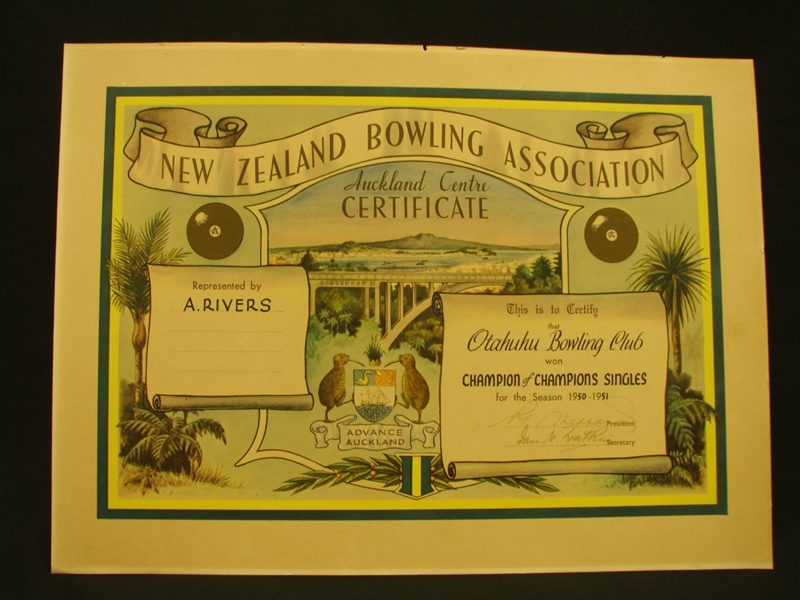 NEW ZEALAND BOWLING ASSOCIATION
Auckland Centre
CERTIFICATE
Represented by
A. RIVERS
This is to Certify
that
Otahuhu Bowling Club
won
CHAMPION of CHAMPIONS SINGLES
for the Season 1950-1951
President
Secretary
ADVANCE
AUCKLAND